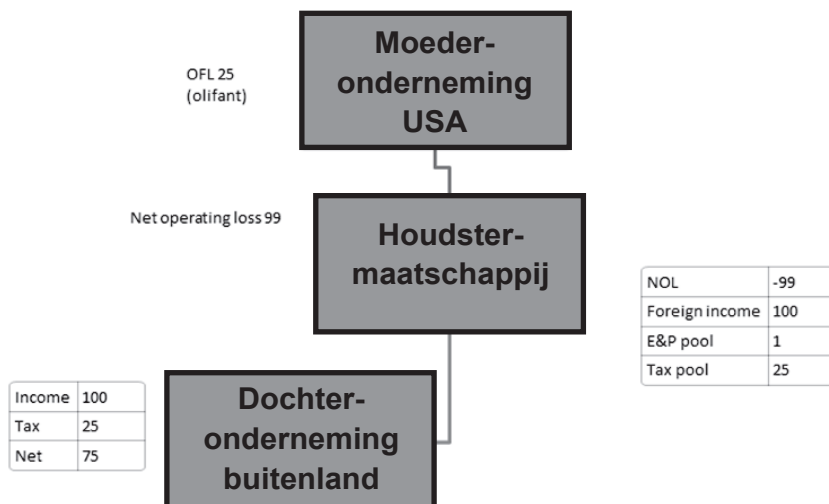 Moeder-
onderneming
USA
OFL 25
(olifant)
Net operating loss 99
Houdster-
maatschappij
NOL -99
Foreign income 100
E&P pool 1
Tax pool 25
Income 100
Tax 25
Net 75
Dochter-
onderneming
buitenland